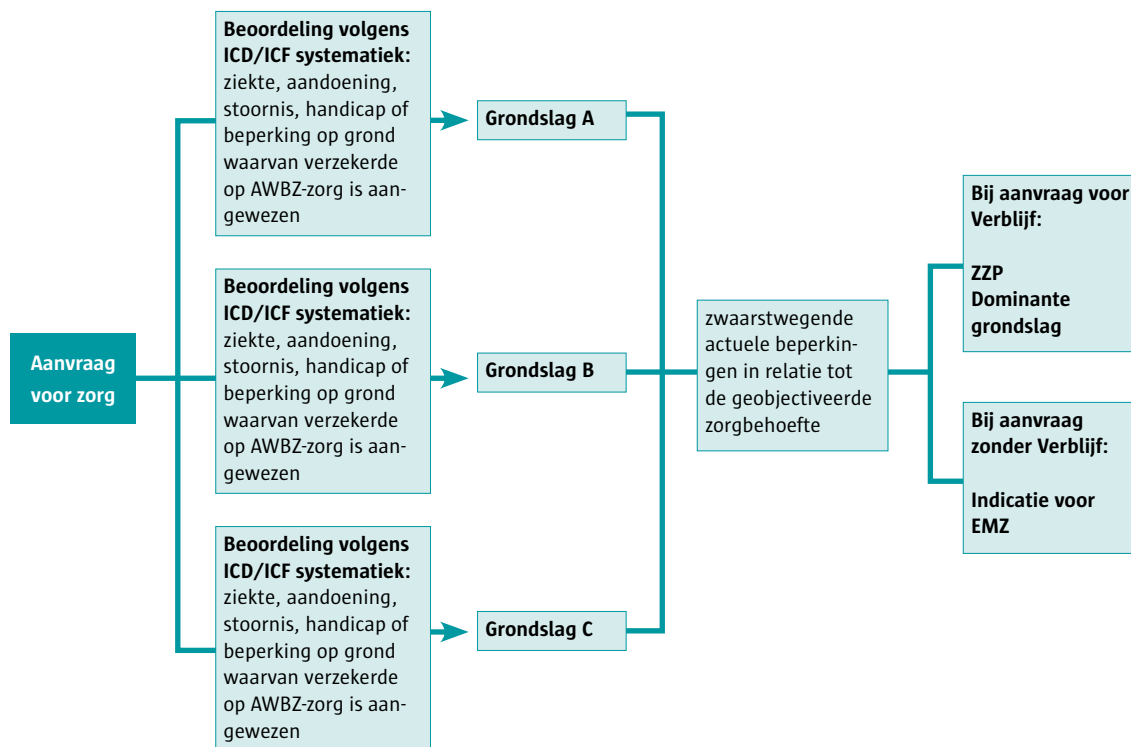 Aanvraag
voor zorg
Beoordeling volgens
ICD/ICF systematiek:
ziekte, aandoening,
stoornis, handicap of
beperking op grond
waarvan verzekerde
op AWBZ-zorg is aan-
gewezen
Grondslag A
Beoordeling volgens
ICD/ICF systematiek:
ziekte, aandoening,
stoornis, handicap of
beperking op grond
waarvan verzekerde
op AWBZ-zorg is aan-
gewezen
Grondslag B
Beoordeling volgens
ICD/ICF systematiek:
ziekte, aandoening,
stoornis, handicap of
beperking op grond
waarvan verzekerde
op AWBZ-zorg is aan-
gewezen
Grondslag C
zwaarstwegende
actuele beperkin-
gen in relatie tot
de geobjectiveerde
zorgbehoefte
Bij aanvraag voor
Verblijf:
ZZP
Dominante
grondslag
Bij aanvraag
zonder Verblijf:
Indicatie voor
EMZ